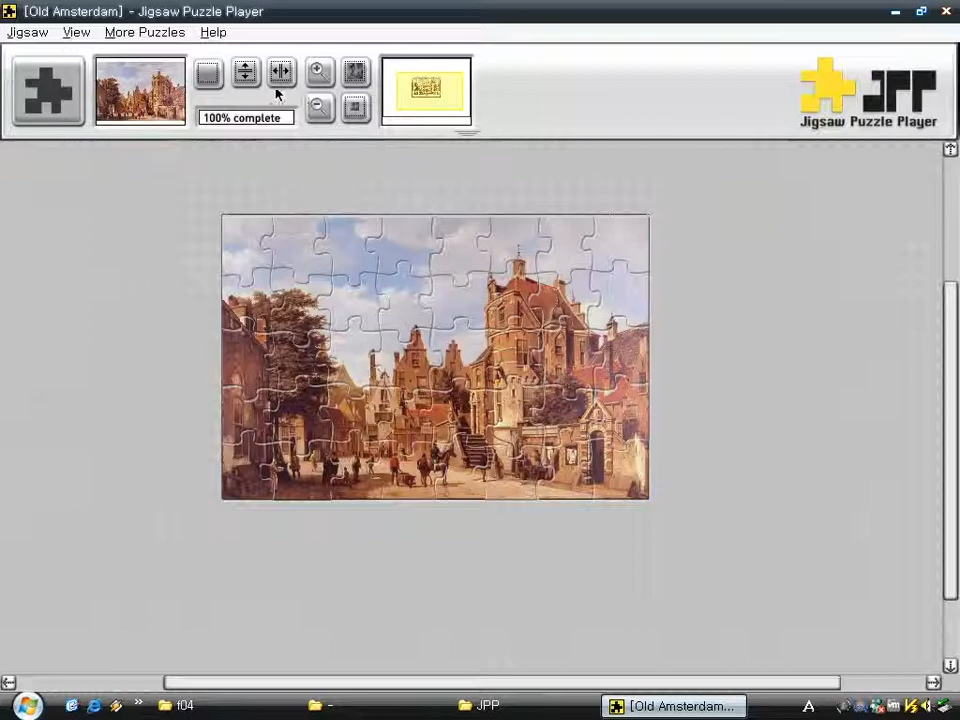 [Old Amsterdam] - Jigsaw Puzzle Player
Jigsaw View More Puzzles Help
100% complete
JPP
Jigsaw Puzzle Player
f04
-
JPP
[Old Amsterdam...
A